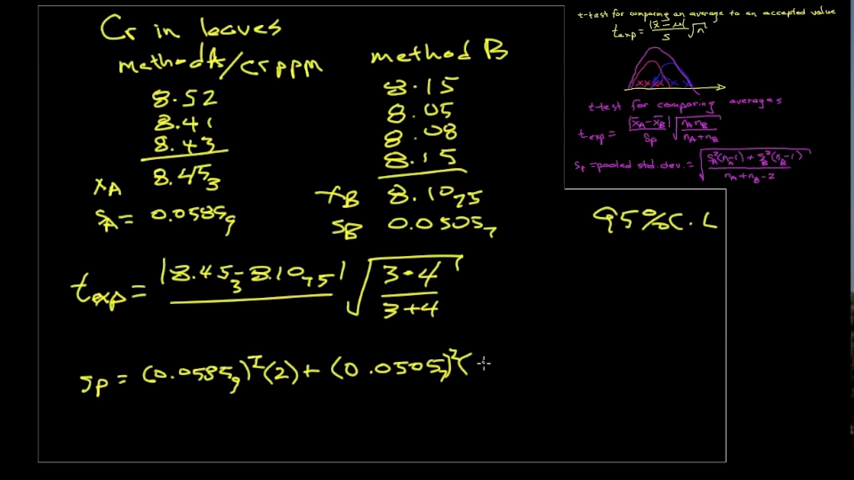 Cr in leaves
method A/Cr ppm
8.52
8.41
8.43
8.45₃
x̄A
sA = 0.0585₉
method B
8.15
8.05
8.08
8.15
x̄B 8.10₇₅
sB 0.0505₇
texp = |8.45₃-8.10₇₅| √ 3·4 / 3+4
sp = (0.0585₉)²(2) + (0.0505₇)²(
95% C.L
t-test for comparing an average to an accepted value
texp = |x̄-μ| / s √n
t-test for comparing averages
texp = |x̄A-x̄B| / sp √ nA nB / nA+nB
sp = pooled std dev. = √ sA²(nA-1) + sB²(nB-1) / nA+nB-2